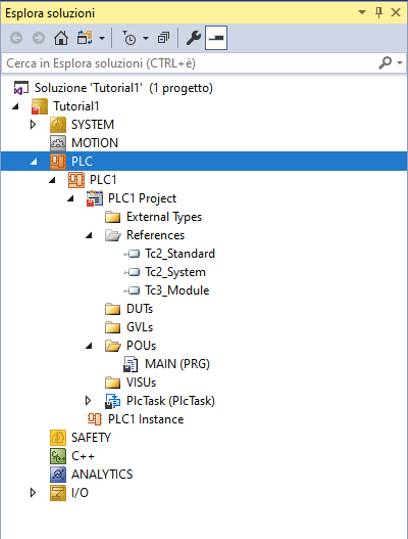 Esplora soluzioni
Cerca in Esplora soluzioni (CTRL+è)
Soluzione 'Tutorial1' (1 progetto)
Tutorial1
SYSTEM
MOTION
PLC
PLC1
PLC1 Project
External Types
References
Tc2_Standard
Tc2_System
Tc3_Module
DUTs
GVLs
POUs
MAIN (PRG)
VISUs
PlcTask (PlcTask)
PLC1 Instance
SAFETY
C++
ANALYTICS
I/O